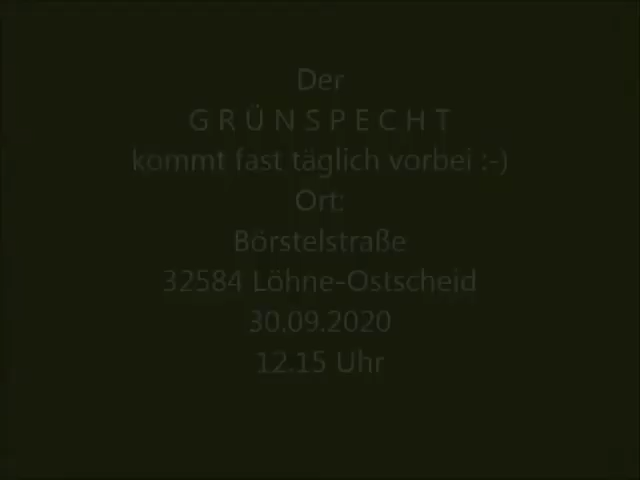 Der
G R Ü N S P E C H T
kommt fast täglich vorbei :-)
Ort:
Börstelstraße
32584 Löhne-Ostscheid
30.09.2020
12.15 Uhr